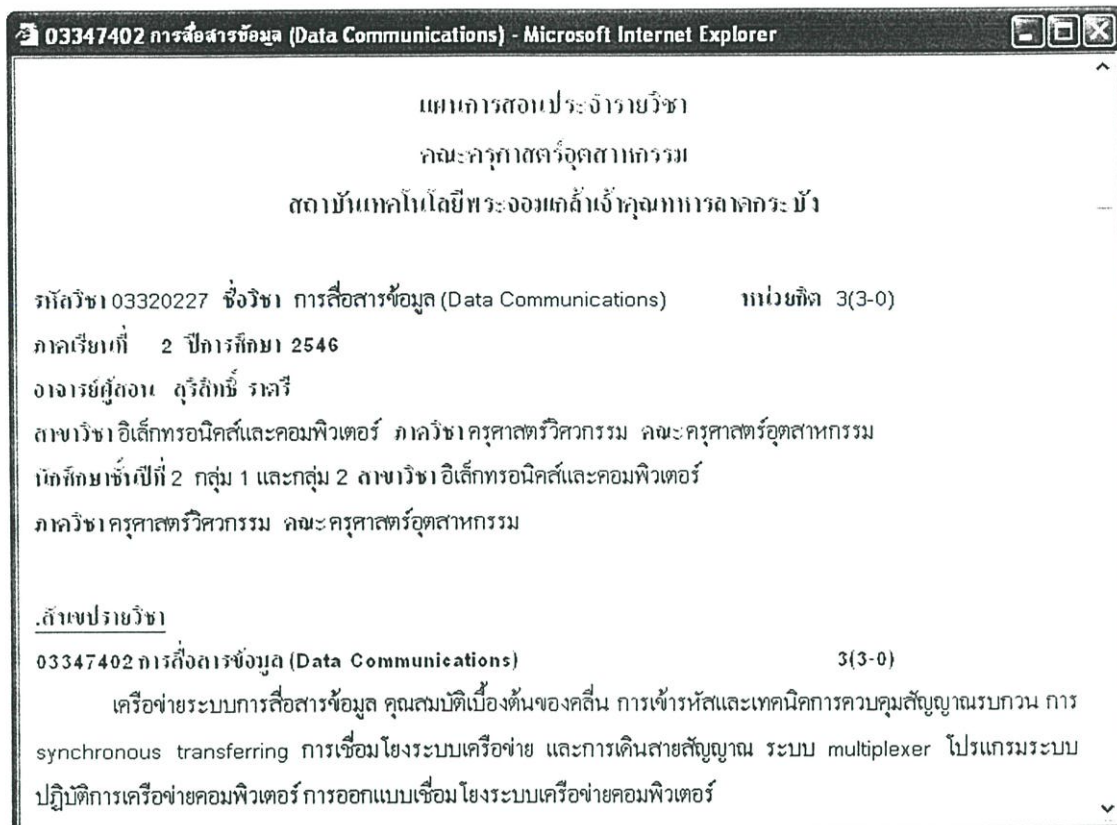 03347402 การสื่อสารข้อมูล (Data Communications) - Microsoft Internet Explorer
แผนการสอนประจำรายวิชา
คณะครุศาสตร์อุตสาหกรรม
สถาบันเทคโนโลยีพระจอมเกล้าเจ้าคุณทหารลาดกระบัง
รหัสวิชา 03320227 ชื่อวิชา การสื่อสารข้อมูล (Data Communications) หน่วยกิต 3(3-0)
ภาคเรียนที่ 2 ปีการศึกษา 2546
อาจารย์ผู้สอน สุริสิทธิ์ ราตรี
สาขาวิชา อิเล็กทรอนิคส์และคอมพิวเตอร์ ภาควิชา ครุศาสตร์วิศวกรรม คณะ ครุศาสตร์อุตสาหกรรม
นักศึกษาชั้นปีที่ 2 กลุ่ม 1 และกลุ่ม 2 สาขาวิชา อิเล็กทรอนิคส์และคอมพิวเตอร์
ภาควิชา ครุศาสตร์วิศวกรรม คณะ ครุศาสตร์อุตสาหกรรม
.สังเขปรายวิชา
03347402 การสื่อสารข้อมูล (Data Communications) 3(3-0)
เครือข่ายระบบการสื่อสารข้อมูล คุณสมบัติเบื้องต้นของคลื่น การเข้ารหัสและเทคนิคการควบคุมสัญญาณรบกวน การ
synchronous transferring การเชื่อมโยงระบบเครือข่าย และการเดินสายสัญญาณ ระบบ multiplexer โปรแกรมระบบ
ปฏิบัติการเครือข่ายคอมพิวเตอร์ การออกแบบเชื่อมโยงระบบเครือข่ายคอมพิวเตอร์